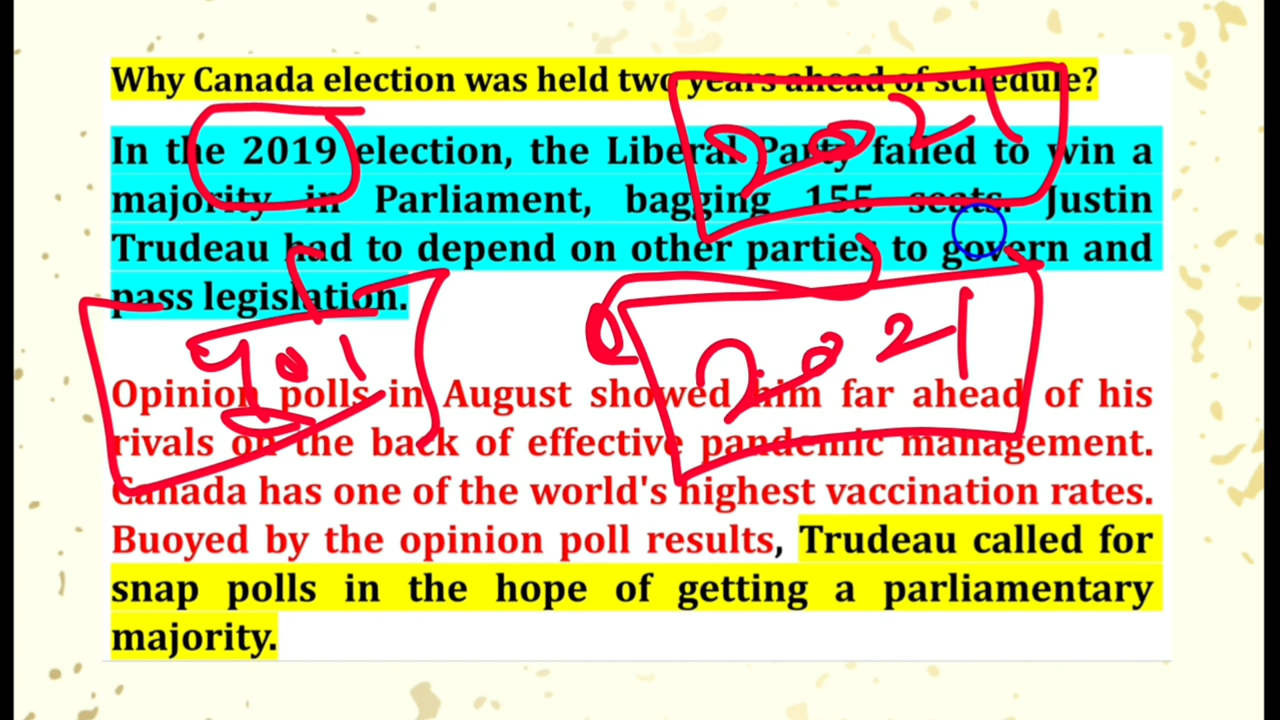 Why Canada election was held two years ahead of schedule?
2021
In the 2019 election, the Liberal Party failed to win a
majority in Parliament, bagging 155 seats. Justin
Trudeau had to depend on other parties to govern and
pass legislation.
2021
Opinion polls in August showed him far ahead of his
rivals on the back of effective pandemic management.
Canada has one of the world's highest vaccination rates.
Buoyed by the opinion poll results, Trudeau called for
snap polls in the hope of getting a parliamentary
majority.